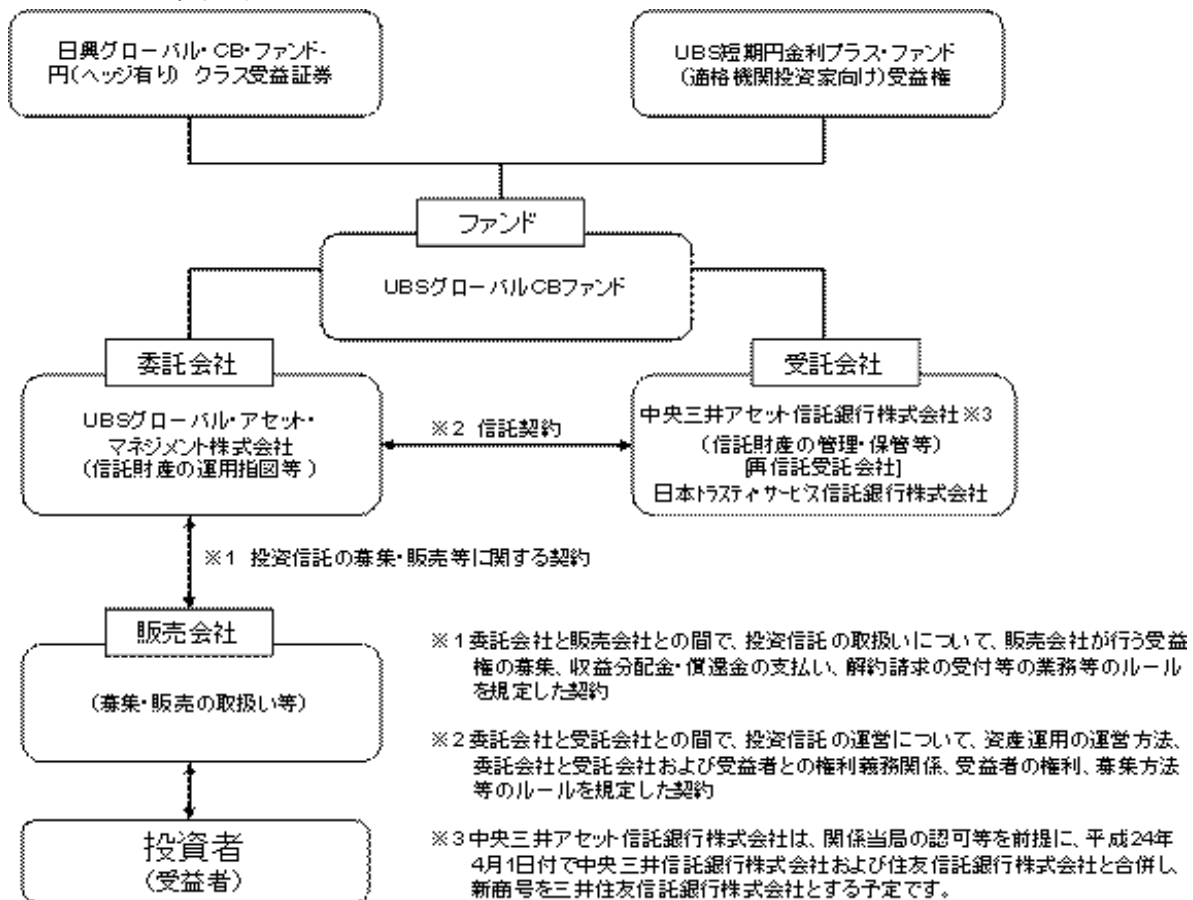 日興グローバル・CB・ファンド-
円(ヘッジ有り) クラス受益証券
UBS短期円金利プラス・ファンド
(適格機関投資家向け)受益権
ファンド
UBSグローバルCBファンド
委託会社
UBSグローバル・アセット・
マネジメント株式会社
(信託財産の運用指図等)
※2 信託契約
受託会社
中央三井アセット信託銀行株式会社※3
(信託財産の管理・保管等)
[再信託受託会社]
日本トラスティ・サービス信託銀行株式会社
※1 投資信託の募集・販売等に関する契約
販売会社
(募集・販売の取扱い等)
投資者
(受益者)
※1委託会社と販売会社との間で、投資信託の取扱いについて、販売会社が行う受益
権の募集、収益分配金・償還金の支払い、解約請求の受付等の業務等のルール
を規定した契約
※2委託会社と受託会社との間で、投資信託の運営について、資産運用の運営方法、
委託会社と受託会社および受益者との権利義務関係、受益者の権利、募集方法
等のルールを規定した契約
※3中央三井アセット信託銀行株式会社は、関係当局の認可等を前提に、平成24年
4月1日付で中央三井信託銀行株式会社および住友信託銀行株式会社と合併し、
新商号を三井住友信託銀行株式会社とする予定です。